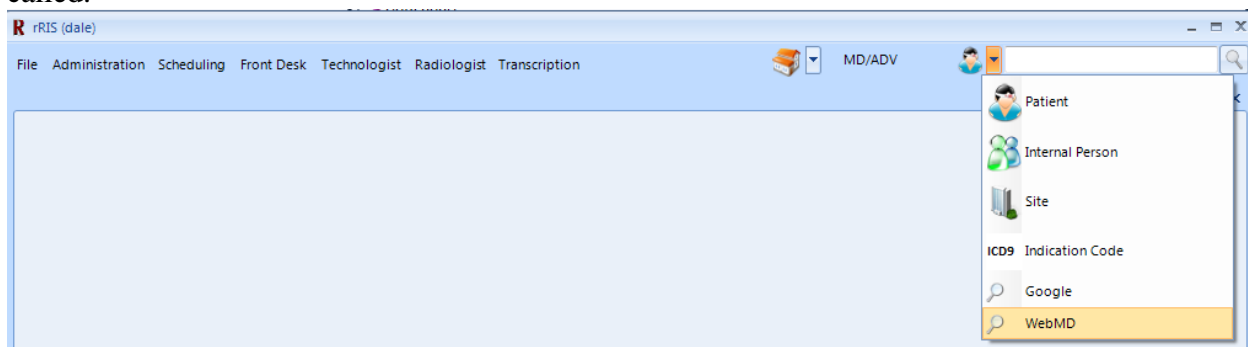 R rRIS (dale)
File Administration Scheduling Front Desk Technologist Radiologist Transcription MD/ADV
Patient
Internal Person
Site
ICD9 Indication Code
Google
WebMD